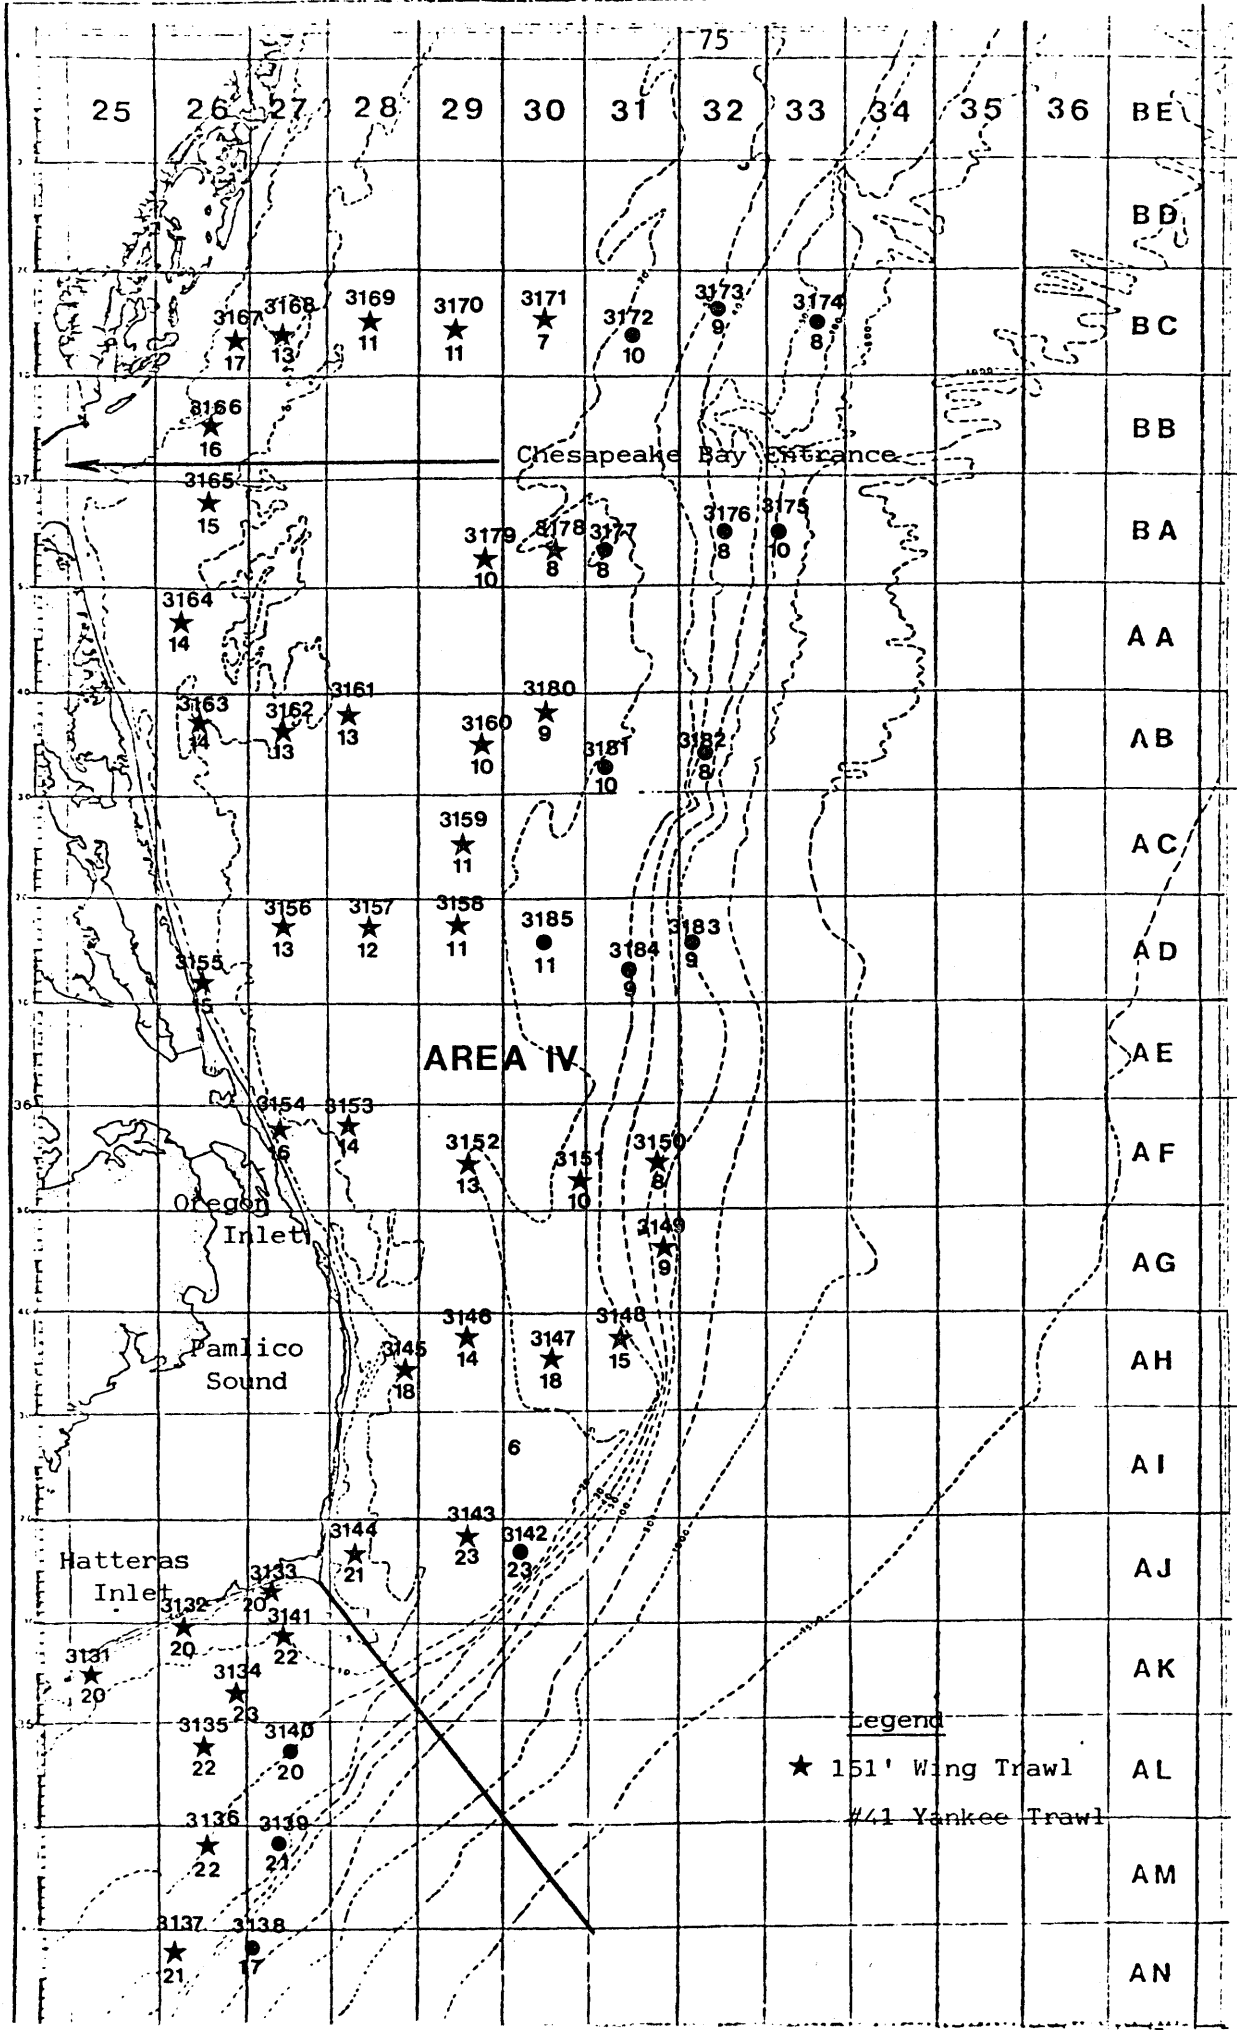 75
25 26 27 28 29 30 31 32 33 34 35 36 BE
BD
3167 3168 3169 3170 3171 3172 3173 3174 BC
17 13 11 11 7 10 9 8
3166 BB
16
Chesapeake Bay Entrance
37
3165
15
3179 3178 3177 3176 3175 BA
10 8 8 8 10
3164 AA
14
3163 3162 3161 3160 3180 3181 3182 AB
14 13 13 10 9 10 8
3159 AC
11
3156 3157 3158 3185 3184 3183 AD
13 12 11 11 9 9
3155
15
AREA IV AE
36
3154 3153 3152 3151 3150 AF
16 14 13 10 8
Oregon
Inlet
3149 AG
9
3145 3146 3147 3148 AH
18 14 18 15
Pamlico
Sound
6
AI
3144 3143 3142 AJ
21 23 23
Hatteras
Inlet
3133
20
3132
20
3141
22
3131 AK
20
3134
23
35
3135 3140 AL
22 20
Legend
★ 151' Wing Trawl
#41 Yankee Trawl
3136 3139 AM
22 21
3137 3138 AN
21 17